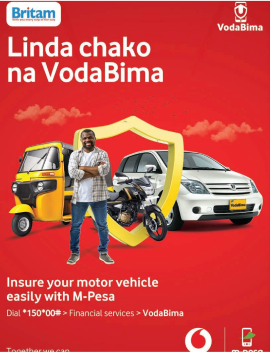 Britam
VodaBima
Linda chako
na VodaBima
Insure your motor vehicle
easily with M-Pesa
Dial *150*00# > Financial services > VodaBima
Together we can